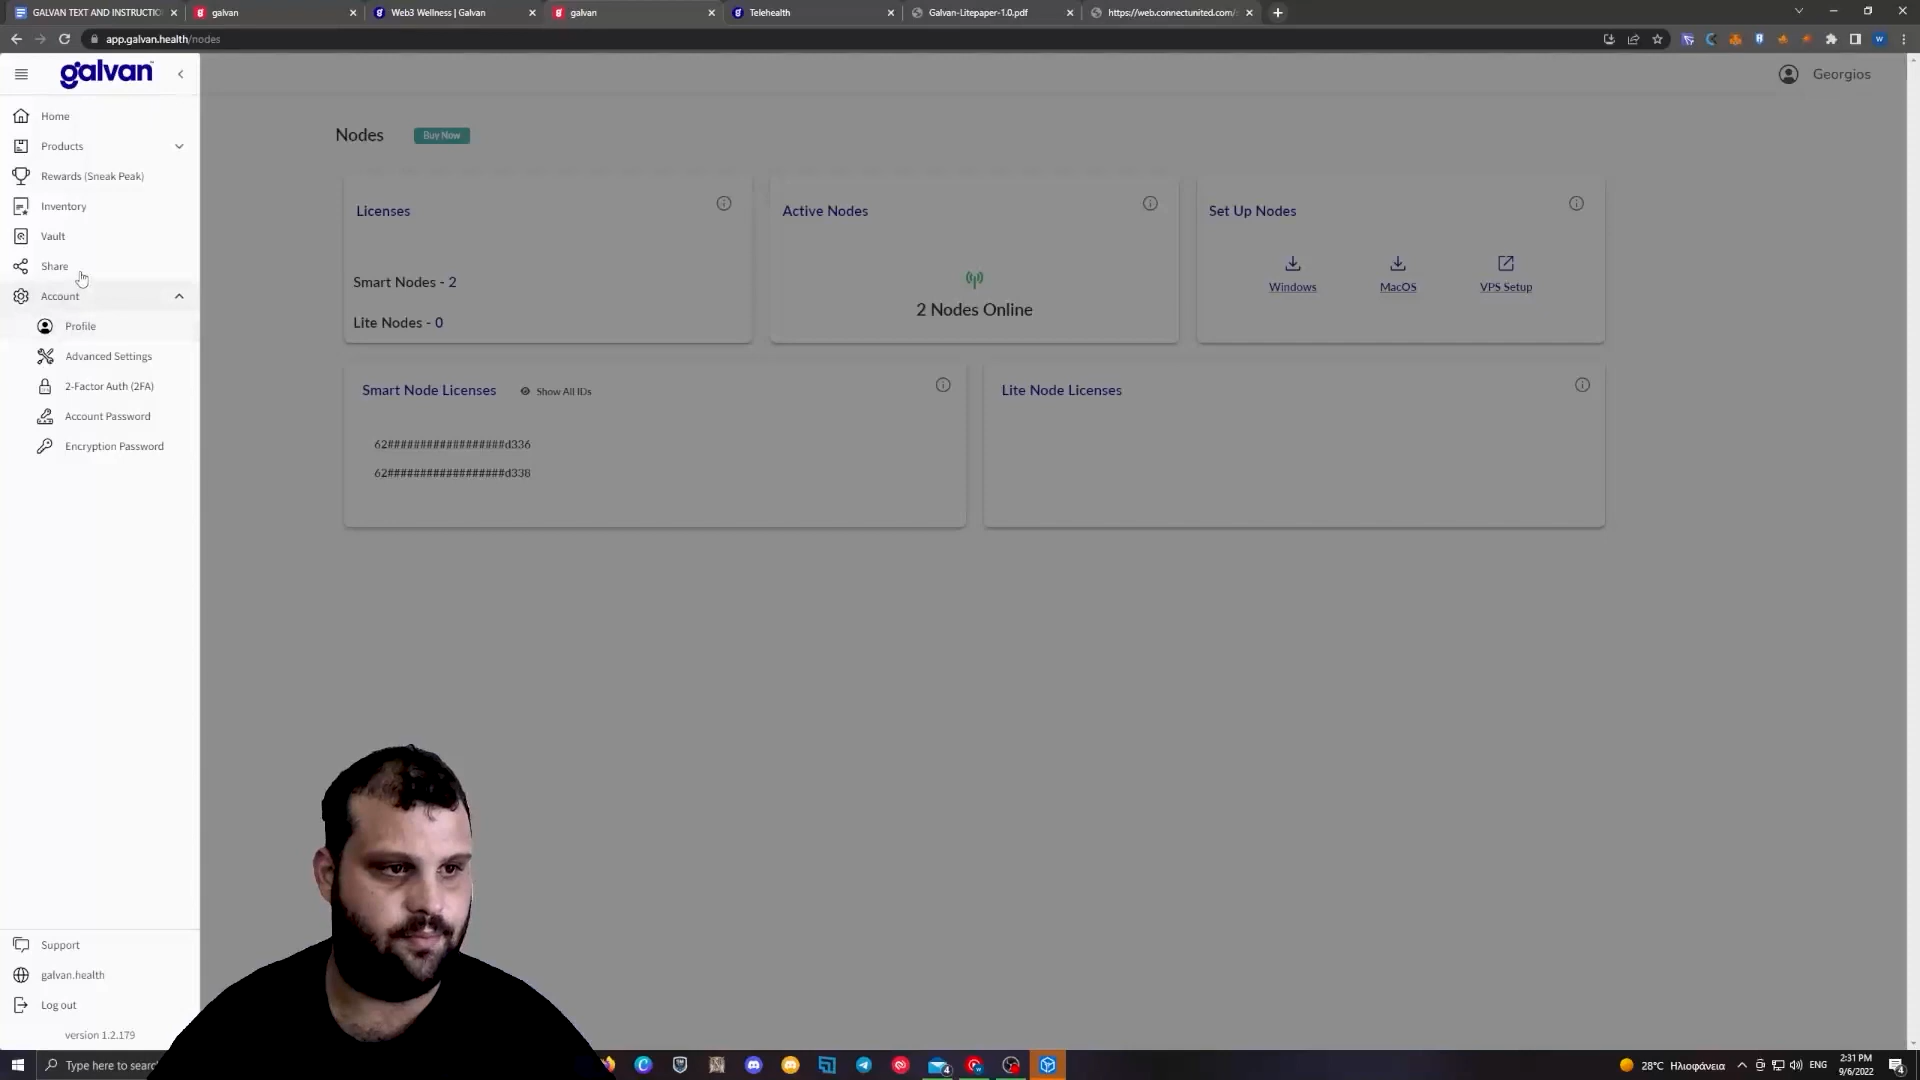 GALVAN TEXT AND INSTRUCTIO
galvan
Web3 Wellness | Galvan
galvan
Telehealth
Galvan-Litepaper-1.0.pdf
https://web.connectunited.com/
app.galvan.health/nodes
galvan
Georgios
Home
Products
Rewards (Sneak Peak)
Inventory
Vault
Share
Account
Profile
Advanced Settings
2-Factor Auth (2FA)
Account Password
Encryption Password
Nodes
Buy Now
Licenses
Smart Nodes - 2
Lite Nodes - 0
Active Nodes
2 Nodes Online
Set Up Nodes
Windows
MacOS
VPS Setup
Smart Node Licenses
Show All IDs
62##################d336
62##################d338
Lite Node Licenses
Support
galvan.health
Log out
version 1.2.179
Type here to search
4
28°C Ηλιοφάνεια
ENG
2:31 PM
9/6/2022
4